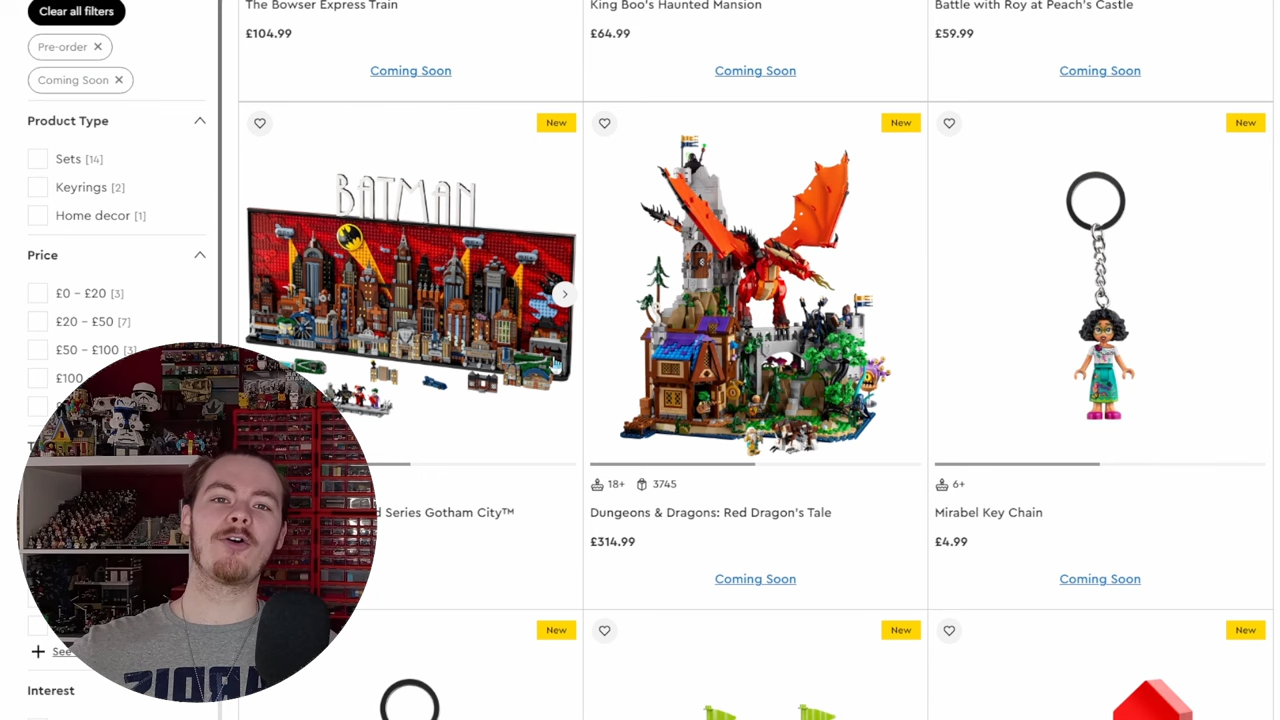 Clear all filters
Pre-order
Coming Soon
Product Type
Sets [14]
Keyrings [2]
Home decor [1]
Price
£0 – £20 [3]
£20 – £50 [7]
£50 – £100 [3]
£100
Interest
The Bowser Express Train
£104.99
Coming Soon
King Boo's Haunted Mansion
£64.99
Coming Soon
Battle with Roy at Peach's Castle
£59.99
Coming Soon
New
BATMAN
Series Gotham City™
New
18+ 3745
Dungeons & Dragons: Red Dragon's Tale
£314.99
Coming Soon
New
6+
Mirabel Key Chain
£4.99
Coming Soon
New
New
New